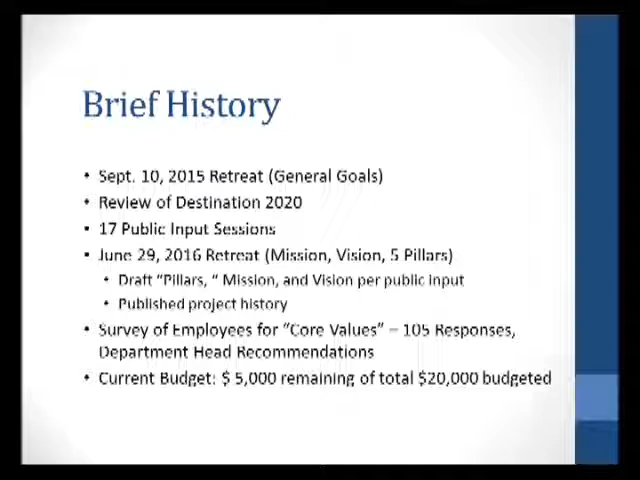 Brief History
• Sept. 10, 2015 Retreat (General Goals)
• Review of Destination 2020
• 17 Public Input Sessions
• June 29, 2016 Retreat (Mission, Vision, 5 Pillars)
• Draft “Pillars, “ Mission, and Vision per public input
• Published project history
• Survey of Employees for “Core Values” – 105 Responses,
Department Head Recommendations
• Current Budget: $ 5,000 remaining of total $20,000 budgeted